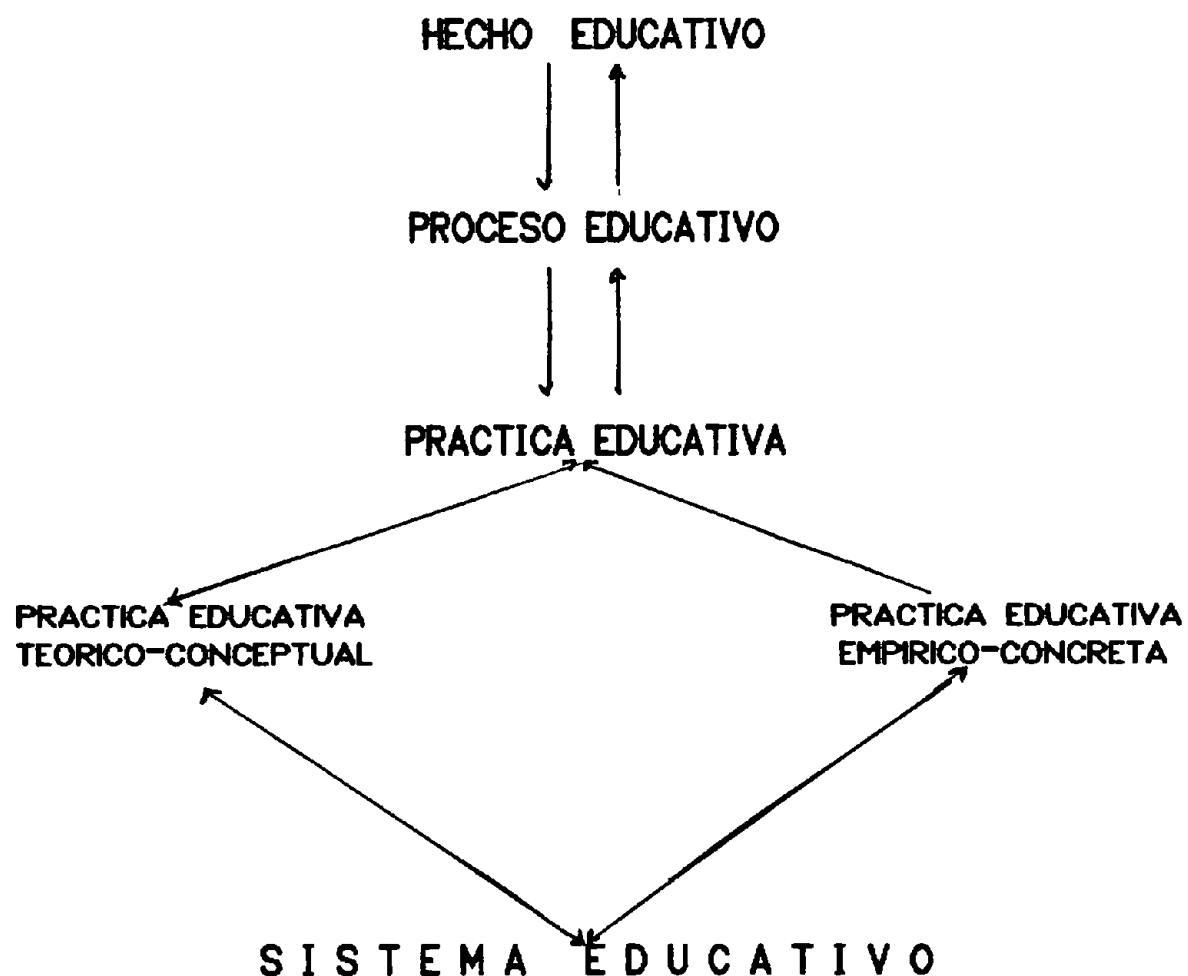 HECHO EDUCATIVO
PROCESO EDUCATIVO
PRACTICA EDUCATIVA
PRACTICA EDUCATIVA
TEORICO-CONCEPTUAL
PRACTICA EDUCATIVA
EMPIRICO-CONCRETA
SISTEMA EDUCATIVO